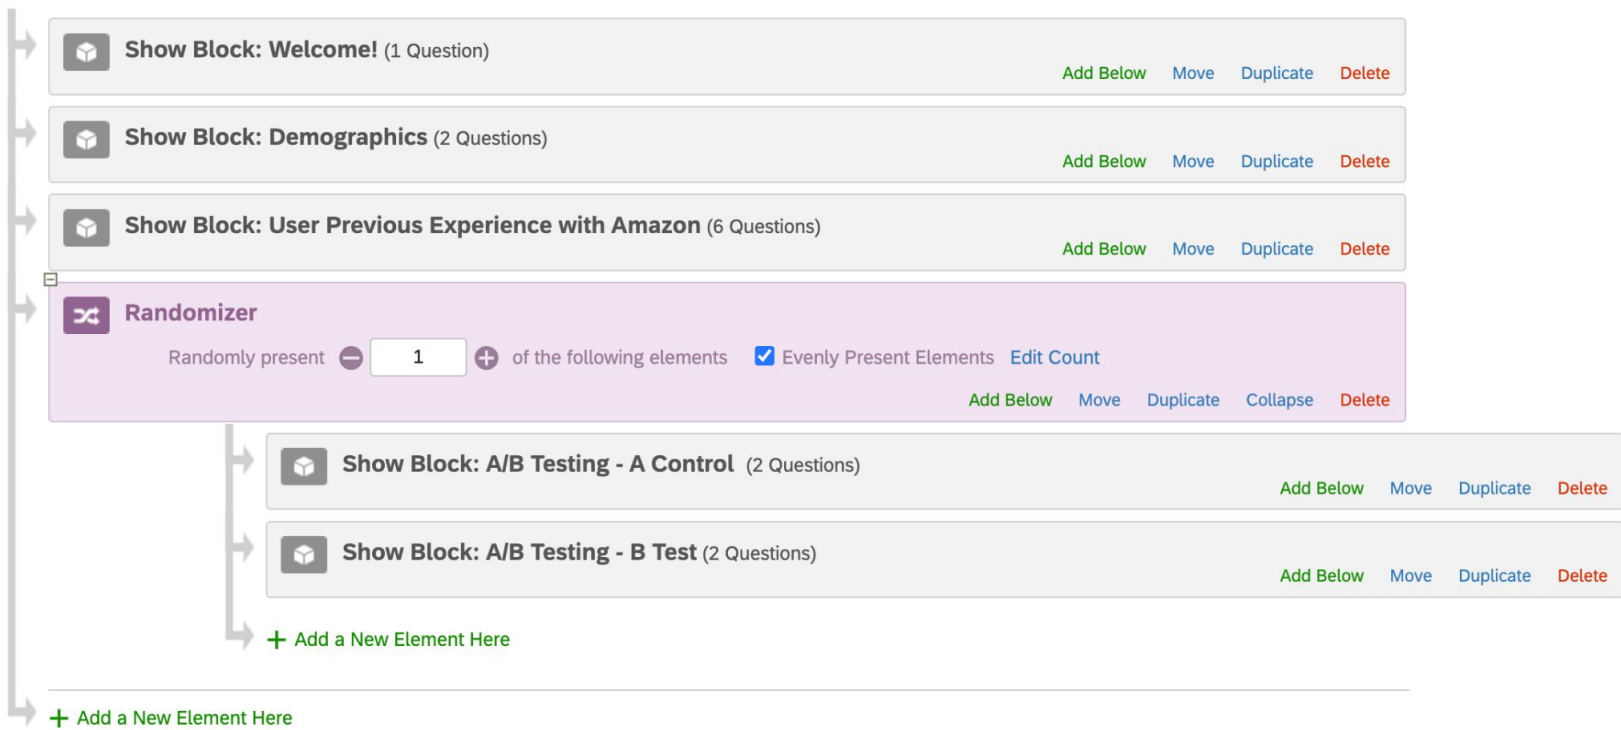 Show Block: Welcome! (1 Question)
Add Below Move Duplicate Delete
Show Block: Demographics (2 Questions)
Add Below Move Duplicate Delete
Show Block: User Previous Experience with Amazon (6 Questions)
Add Below Move Duplicate Delete
Randomizer
Randomly present 1 of the following elements Evenly Present Elements Edit Count
Add Below Move Duplicate Collapse Delete
Show Block: A/B Testing - A Control (2 Questions)
Add Below Move Duplicate Delete
Show Block: A/B Testing - B Test (2 Questions)
Add Below Move Duplicate Delete
+ Add a New Element Here
+ Add a New Element Here